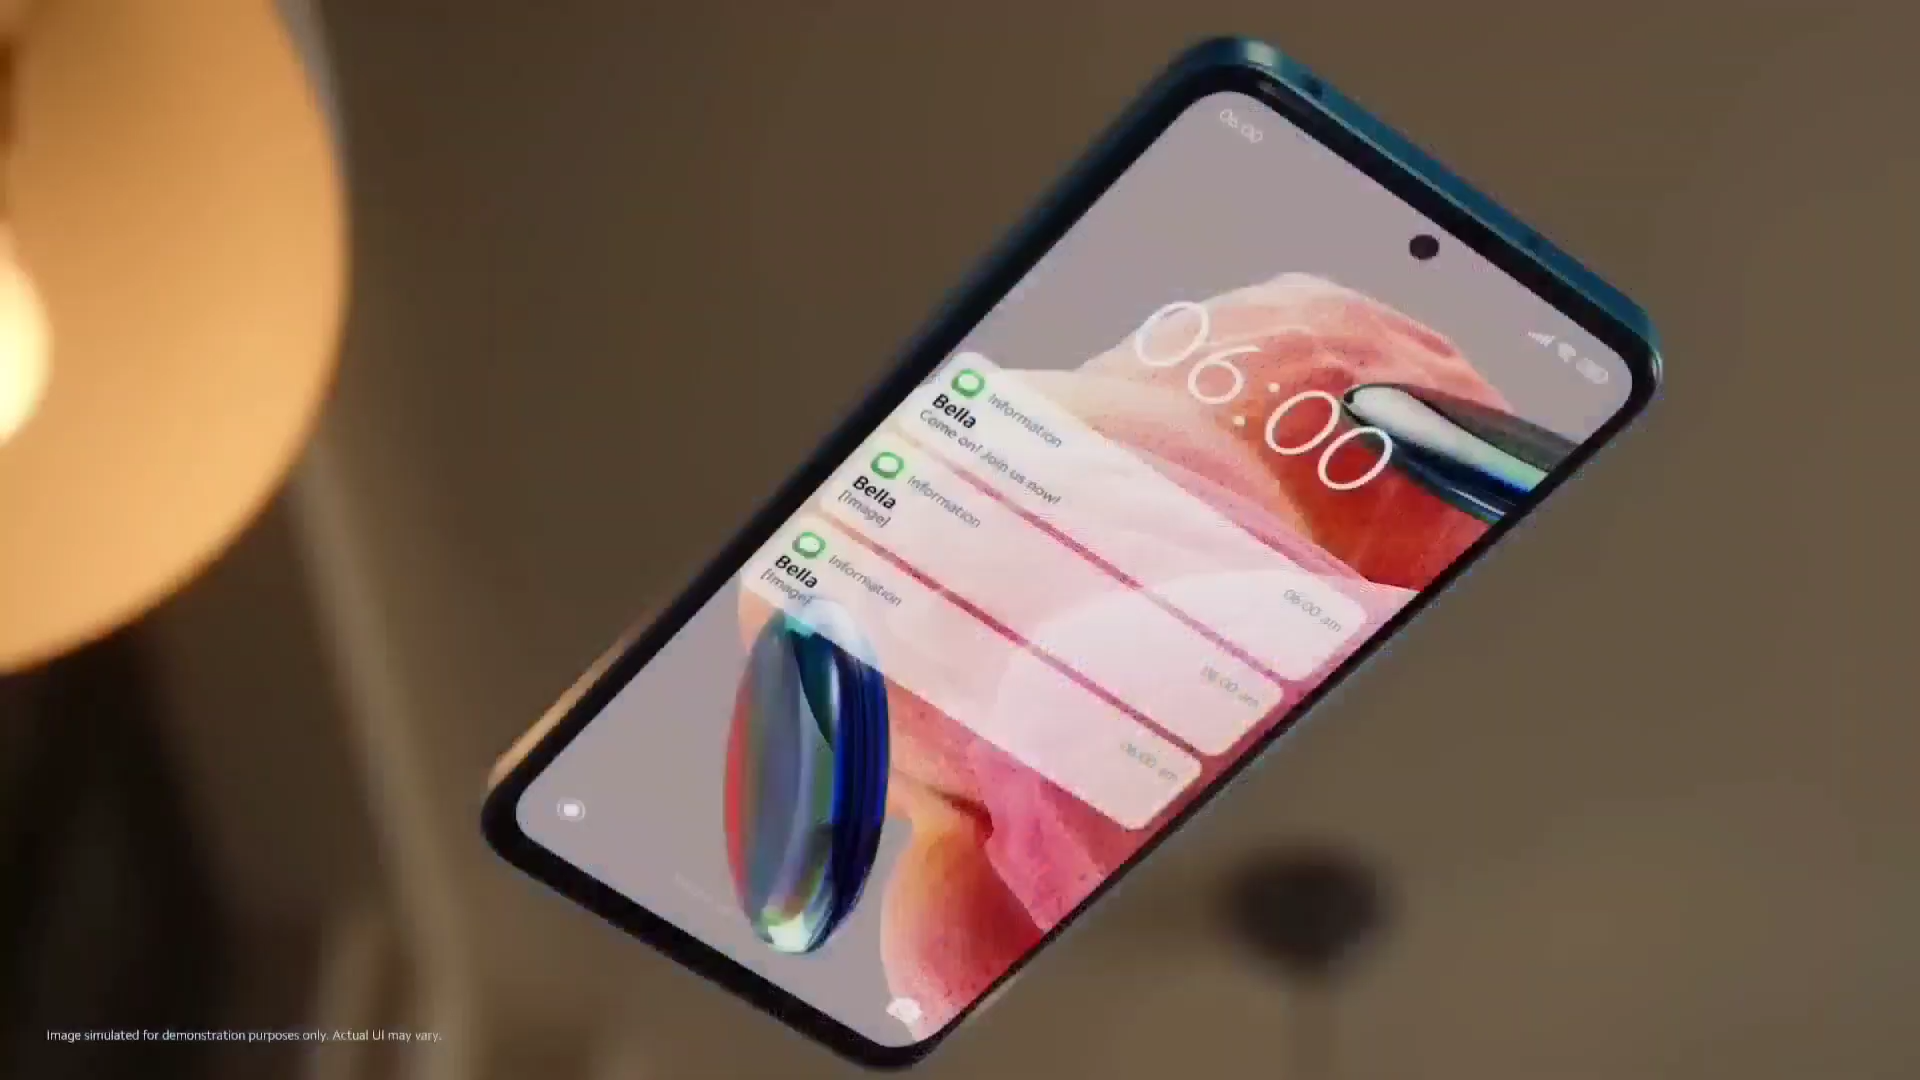 06:00
06:00
Information
Bella
Come on! Join us now!
06:00 am
Information
Bella
[Image]
06:00 am
Information
Bella
[Image]
06:00 am
Image simulated for demonstration purposes only. Actual UI may vary.